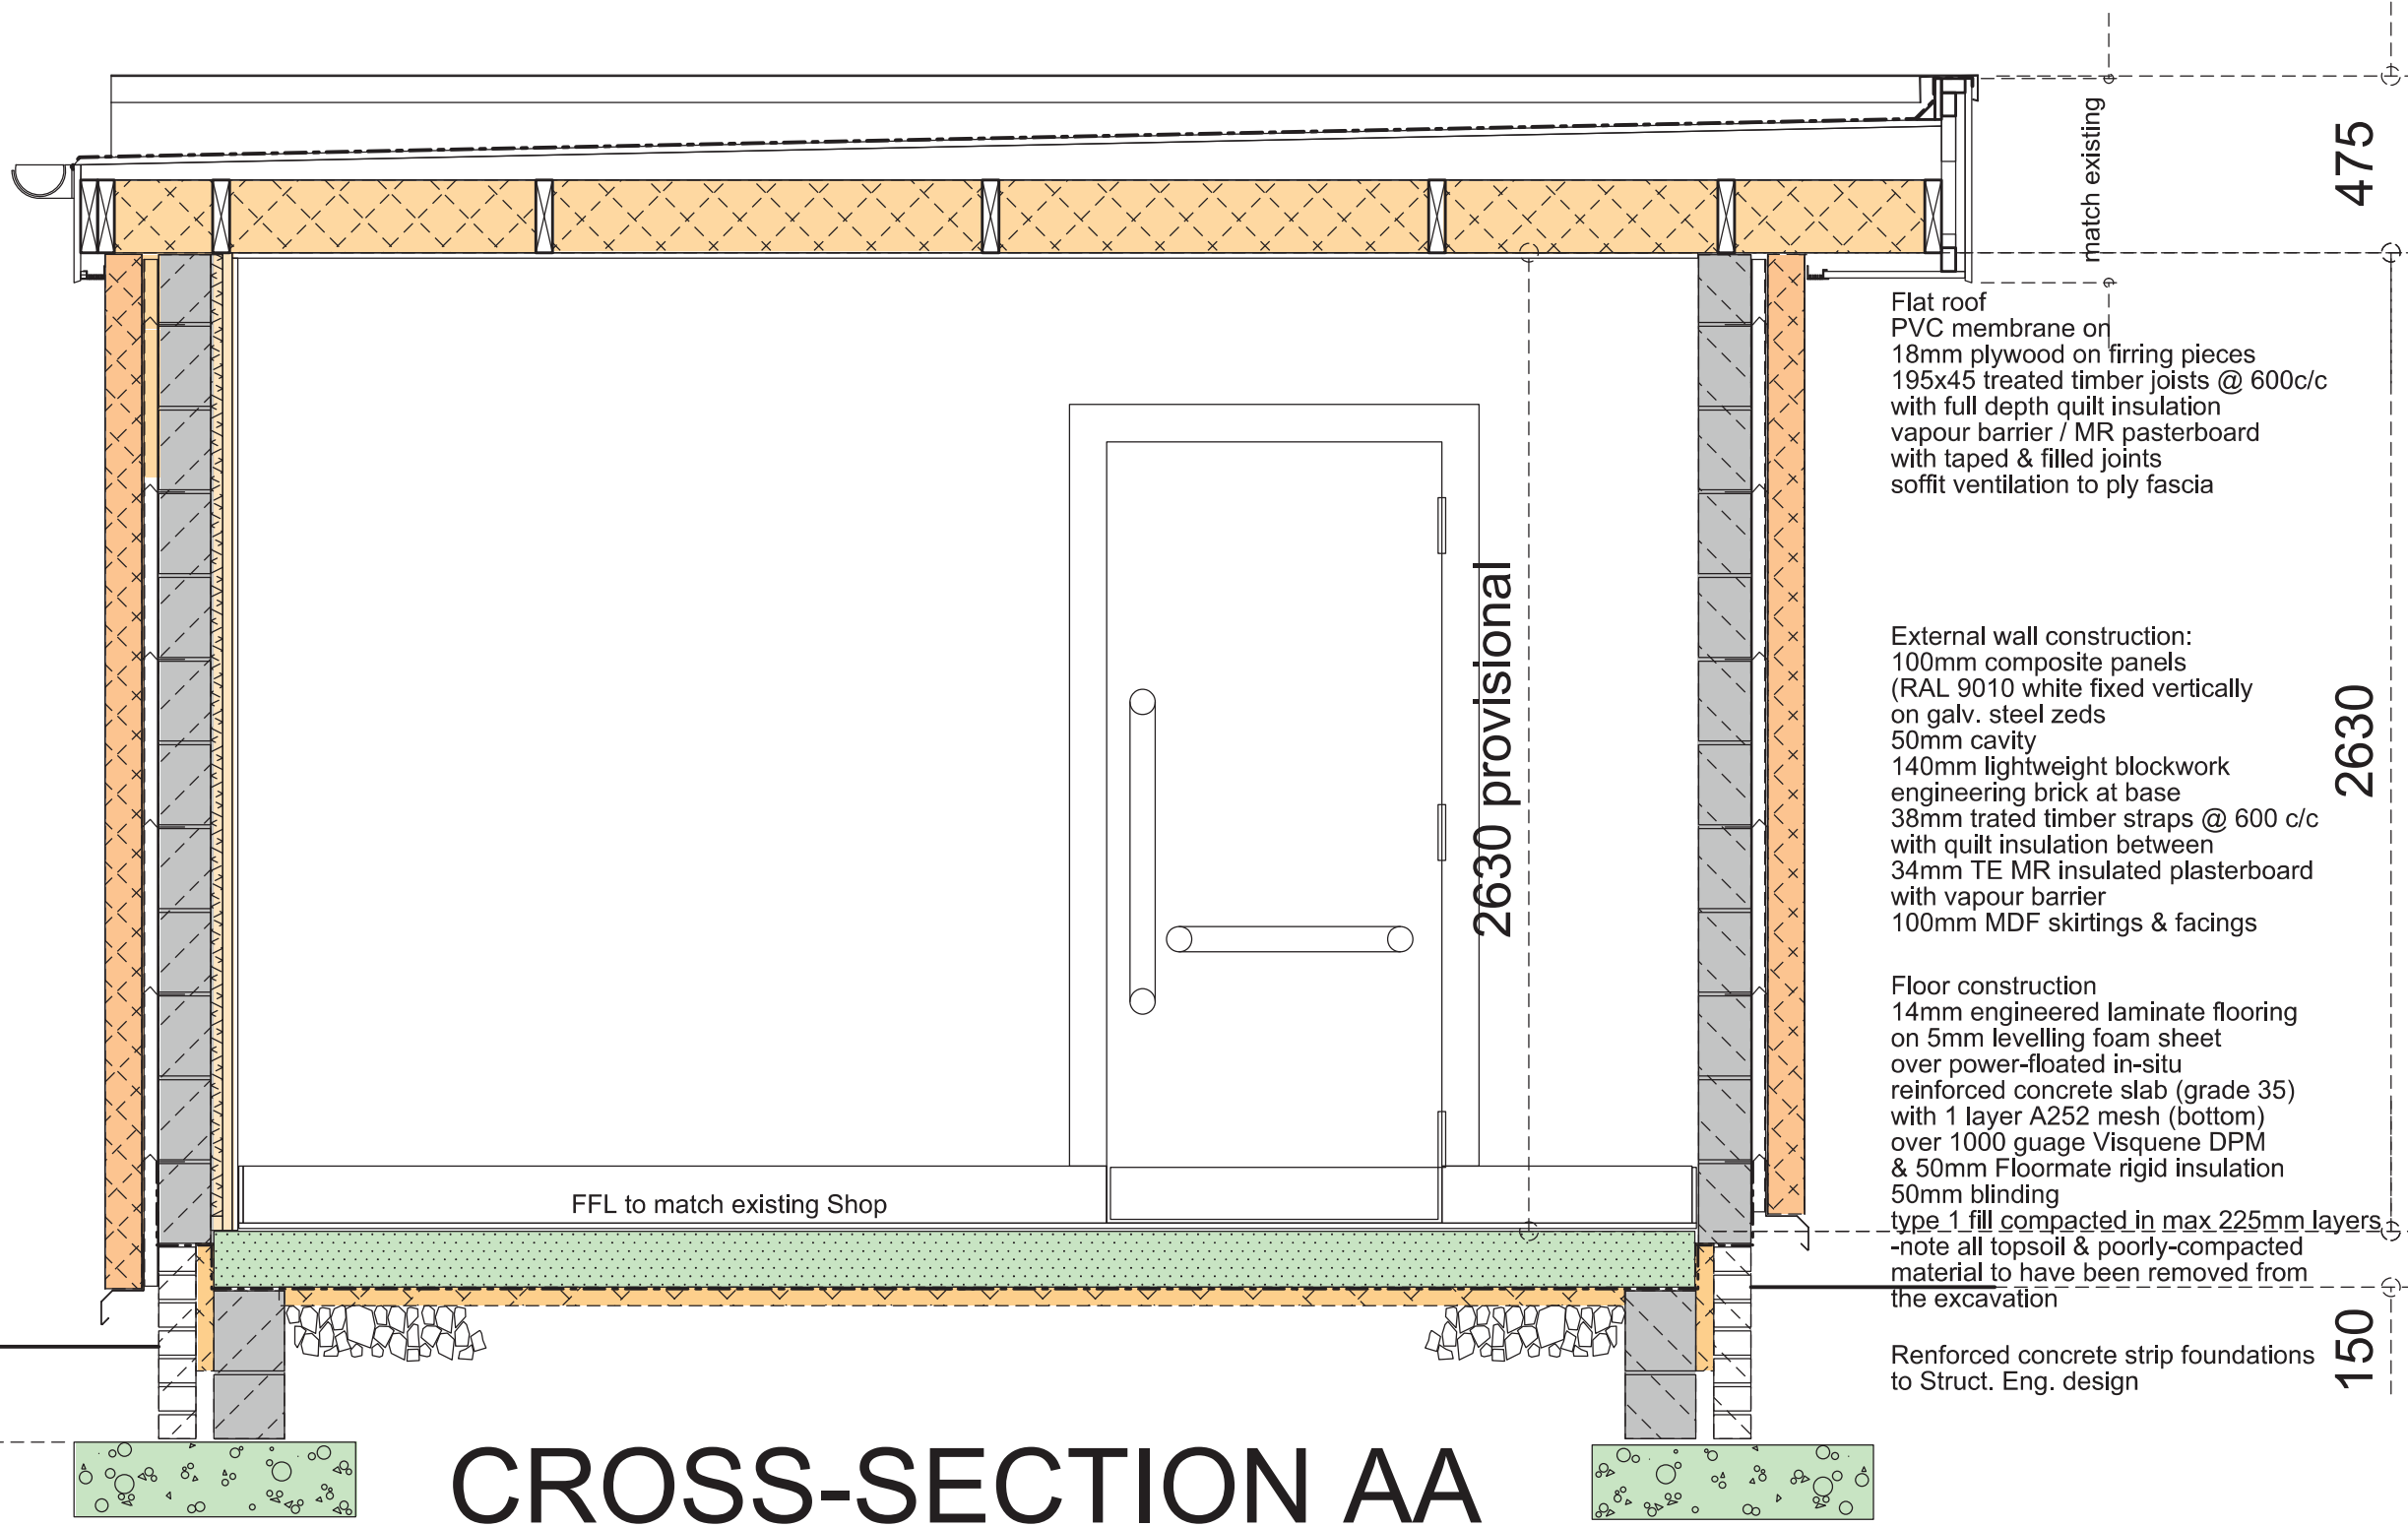 match existing
475
Flat roof
PVC membrane on
18mm plywood on firring pieces
195x45 treated timber joists @ 600c/c
with full depth quilt insulation
vapour barrier / MR pasterboard
with taped & filled joints
soffit ventilation to ply fascia
2630 provisional
External wall construction:
100mm composite panels
(RAL 9010 white fixed vertically
on galv. steel zeds
50mm cavity
140mm lightweight blockwork
engineering brick at base
38mm trated timber straps @ 600 c/c
with quilt insulation between
34mm TE MR insulated plasterboard
with vapour barrier
100mm MDF skirtings & facings
2630
Floor construction
14mm engineered laminate flooring
on 5mm levelling foam sheet
over power-floated in-situ
reinforced concrete slab (grade 35)
with 1 layer A252 mesh (bottom)
over 1000 guage Visquene DPM
& 50mm Floormate rigid insulation
50mm blinding
type 1 fill compacted in max 225mm layers
-note all topsoil & poorly-compacted
material to have been removed from
the excavation
FFL to match existing Shop
Renforced concrete strip foundations
to Struct. Eng. design
150
CROSS-SECTION AA